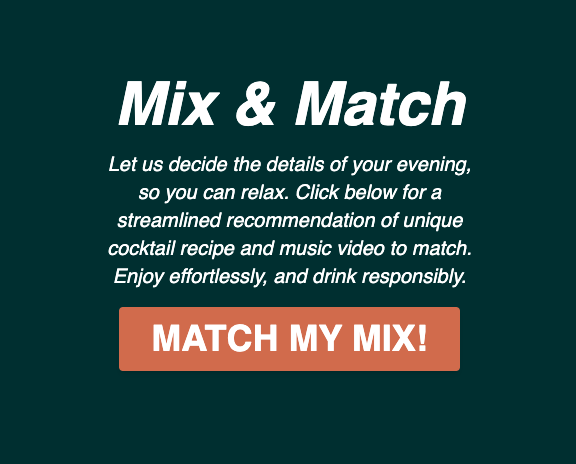 Mix & Match
Let us decide the details of your evening,
so you can relax. Click below for a
streamlined recommendation of unique
cocktail recipe and music video to match.
Enjoy effortlessly, and drink responsibly.
MATCH MY MIX!